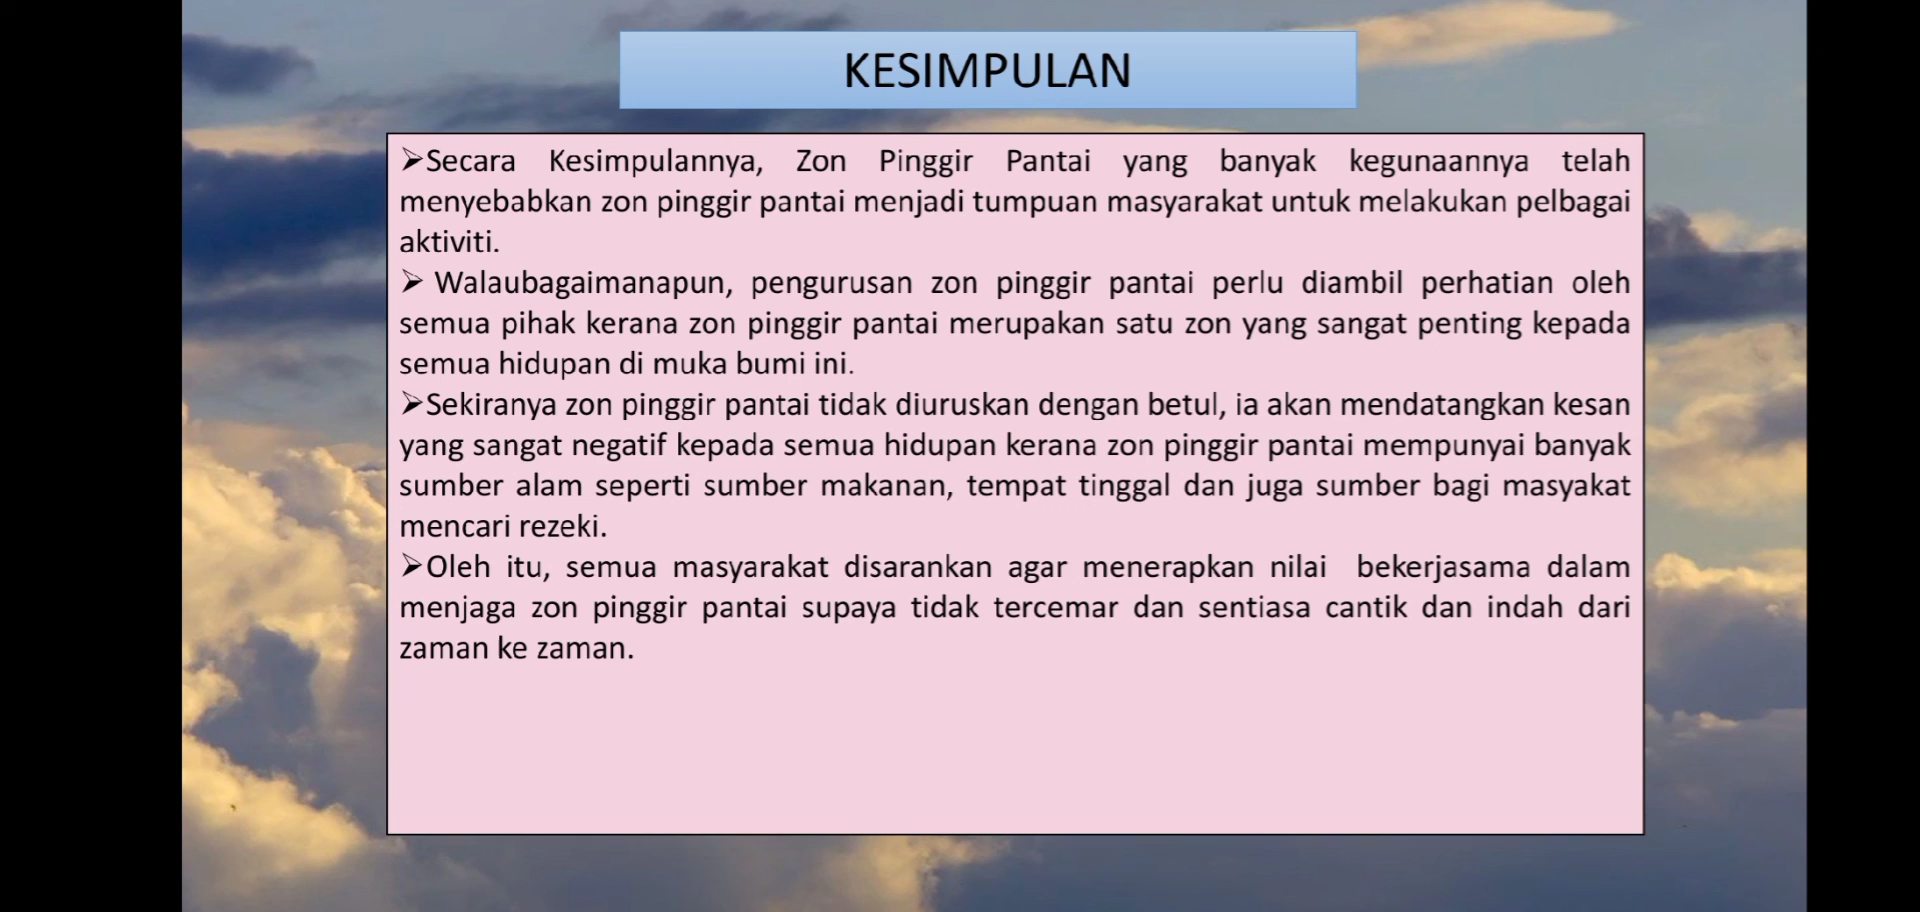 KESIMPULAN
➢Secara Kesimpulannya, Zon Pinggir Pantai yang banyak kegunaannya telah
menyebabkan zon pinggir pantai menjadi tumpuan masyarakat untuk melakukan pelbagai
aktiviti.
➢ Walaubagaimanapun, pengurusan zon pinggir pantai perlu diambil perhatian oleh
semua pihak kerana zon pinggir pantai merupakan satu zon yang sangat penting kepada
semua hidupan di muka bumi ini.
➢Sekiranya zon pinggir pantai tidak diuruskan dengan betul, ia akan mendatangkan kesan
yang sangat negatif kepada semua hidupan kerana zon pinggir pantai mempunyai banyak
sumber alam seperti sumber makanan, tempat tinggal dan juga sumber bagi masyakat
mencari rezeki.
➢Oleh itu, semua masyarakat disarankan agar menerapkan nilai  bekerjasama dalam
menjaga zon pinggir pantai supaya tidak tercemar dan sentiasa cantik dan indah dari
zaman ke zaman.